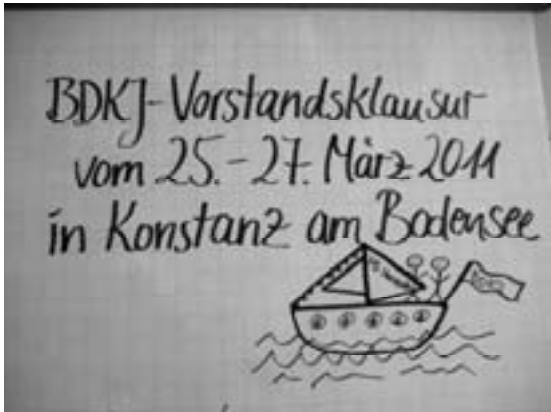 BDKJ-Vorstandsklausur
vom 25.-27. März 2011
in Konstanz am Bodensee